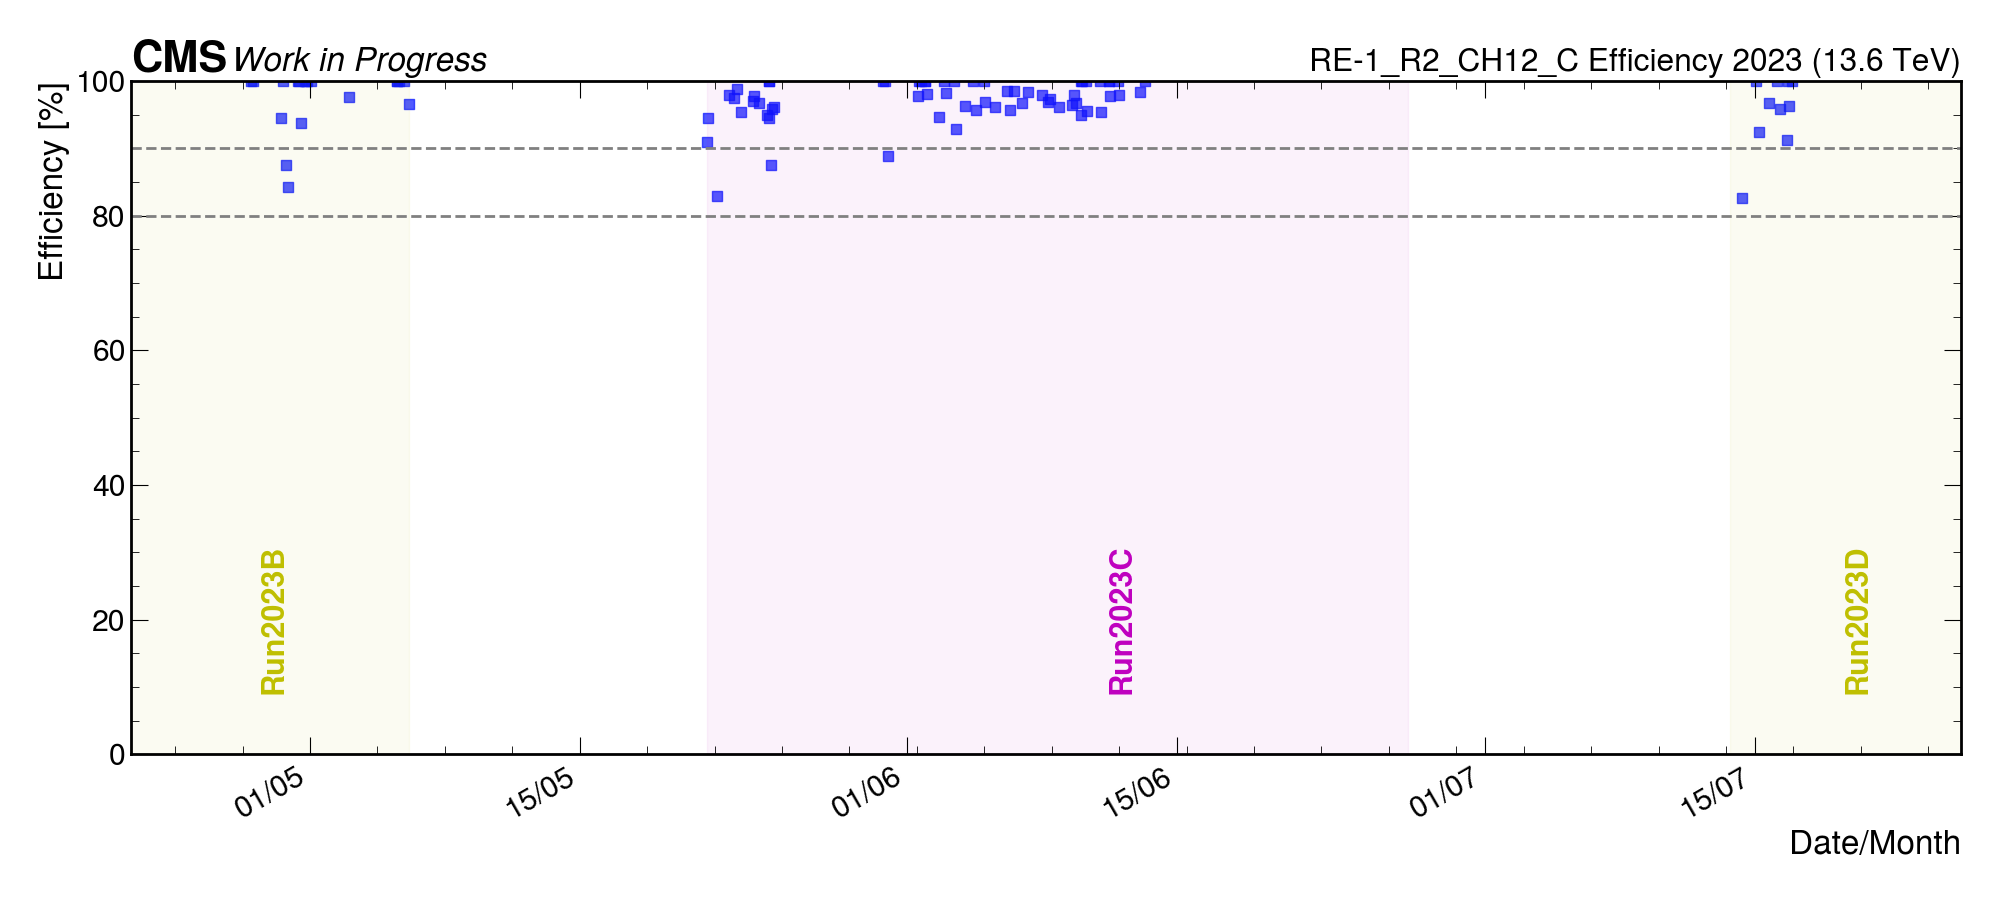 CMS Work in Progress
RE-1_R2_CH12_C Efficiency 2023 (13.6 TeV)
Efficiency [%]
100
80
60
40
20
0
Run2023B
Run2023C
Run2023D
01/05
15/05
01/06
15/06
01/07
15/07
Date/Month